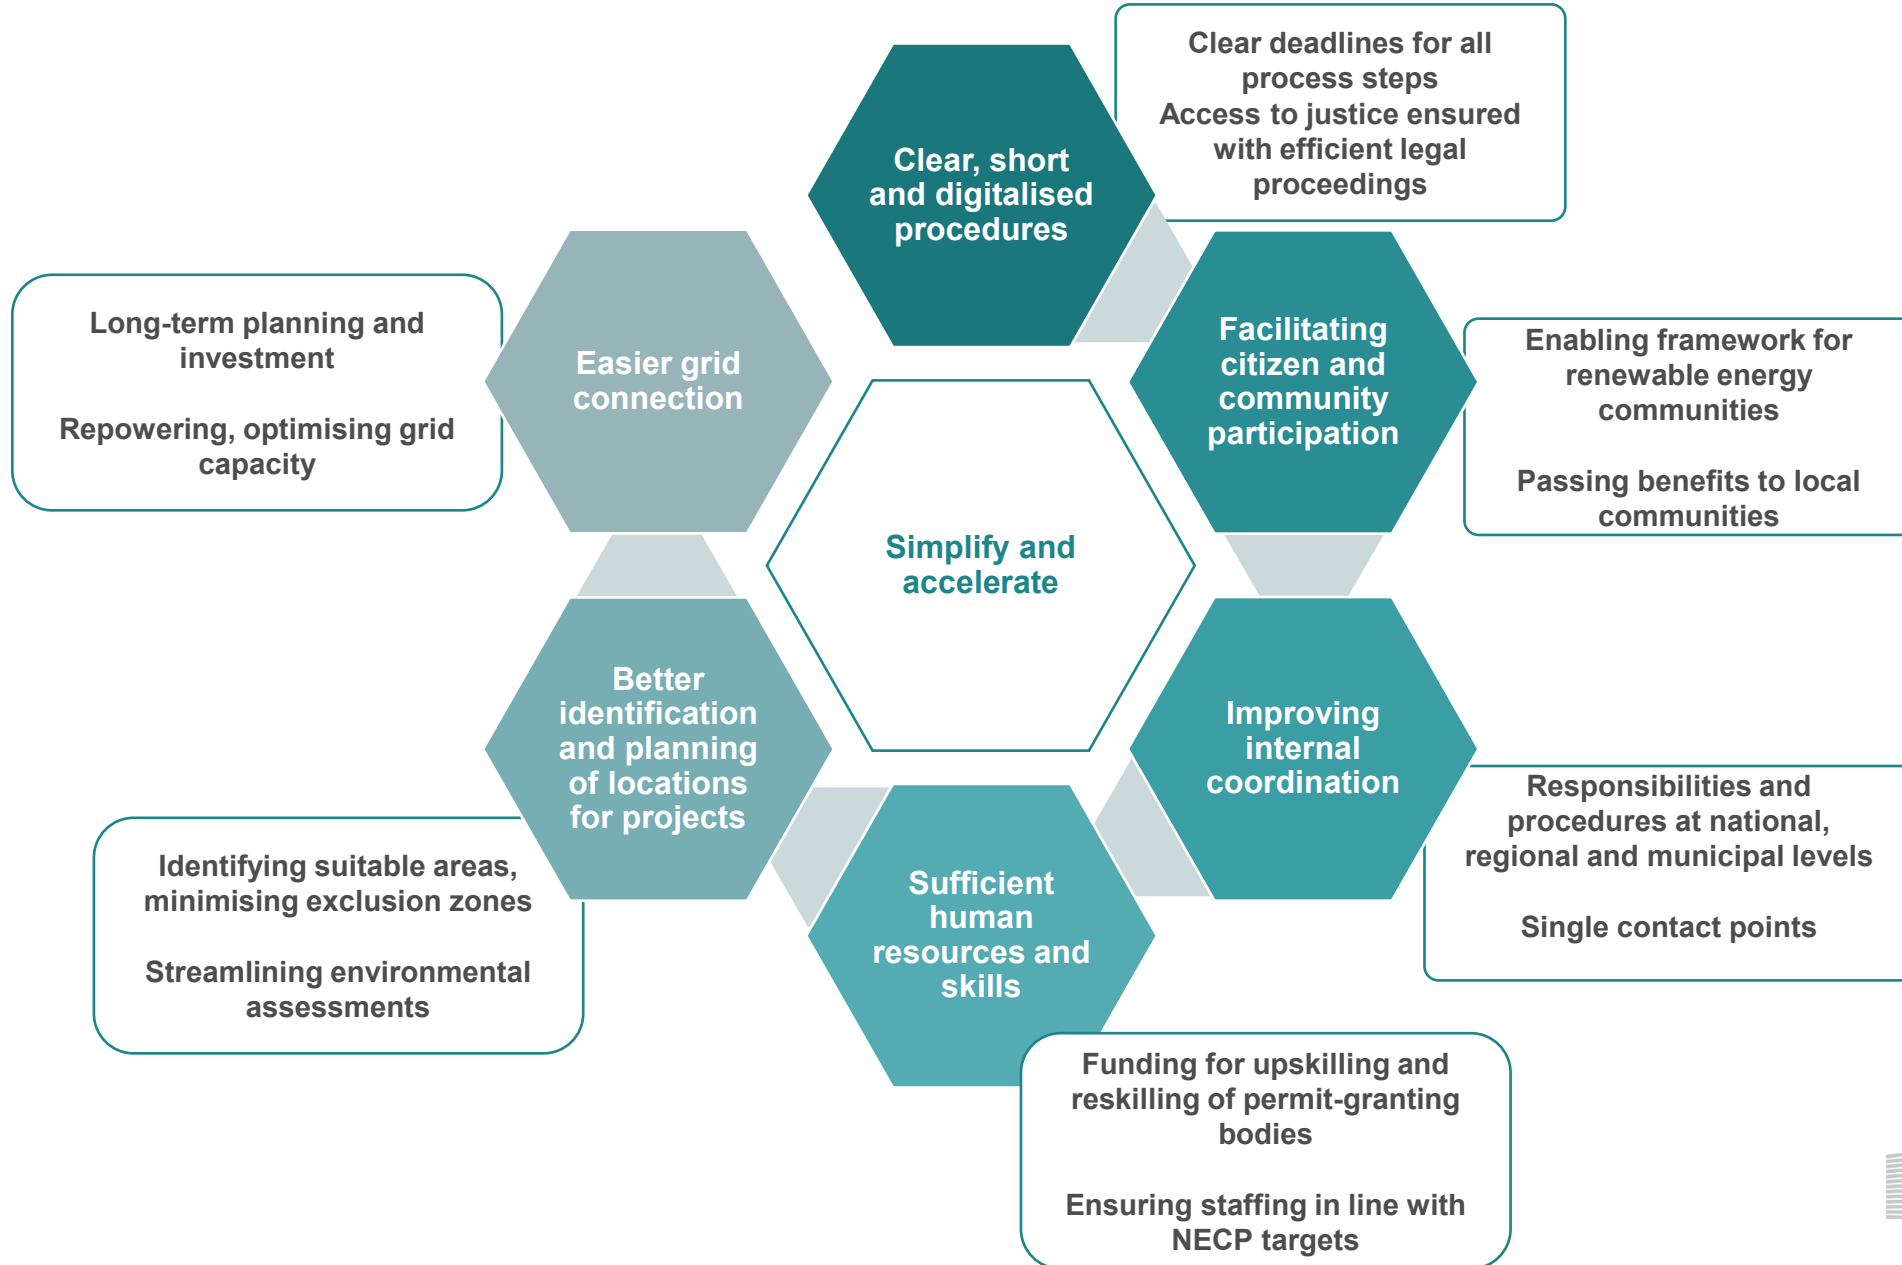 Clear, short
and digitalised
procedures
Clear deadlines for all
process steps
Access to justice ensured
with efficient legal
proceedings
Facilitating
citizen and
community
participation
Enabling framework for
renewable energy
communities
Passing benefits to local
communities
Improving
internal
coordination
Responsibilities and
procedures at national,
regional and municipal levels
Single contact points
Sufficient
human
resources and
skills
Funding for upskilling and
reskilling of permit-granting
bodies
Ensuring staffing in line with
NECP targets
Better
identification
and planning
of locations
for projects
Identifying suitable areas,
minimising exclusion zones
Streamlining environmental
assessments
Easier grid
connection
Long-term planning and
investment
Repowering, optimising grid
capacity
Simplify and
accelerate